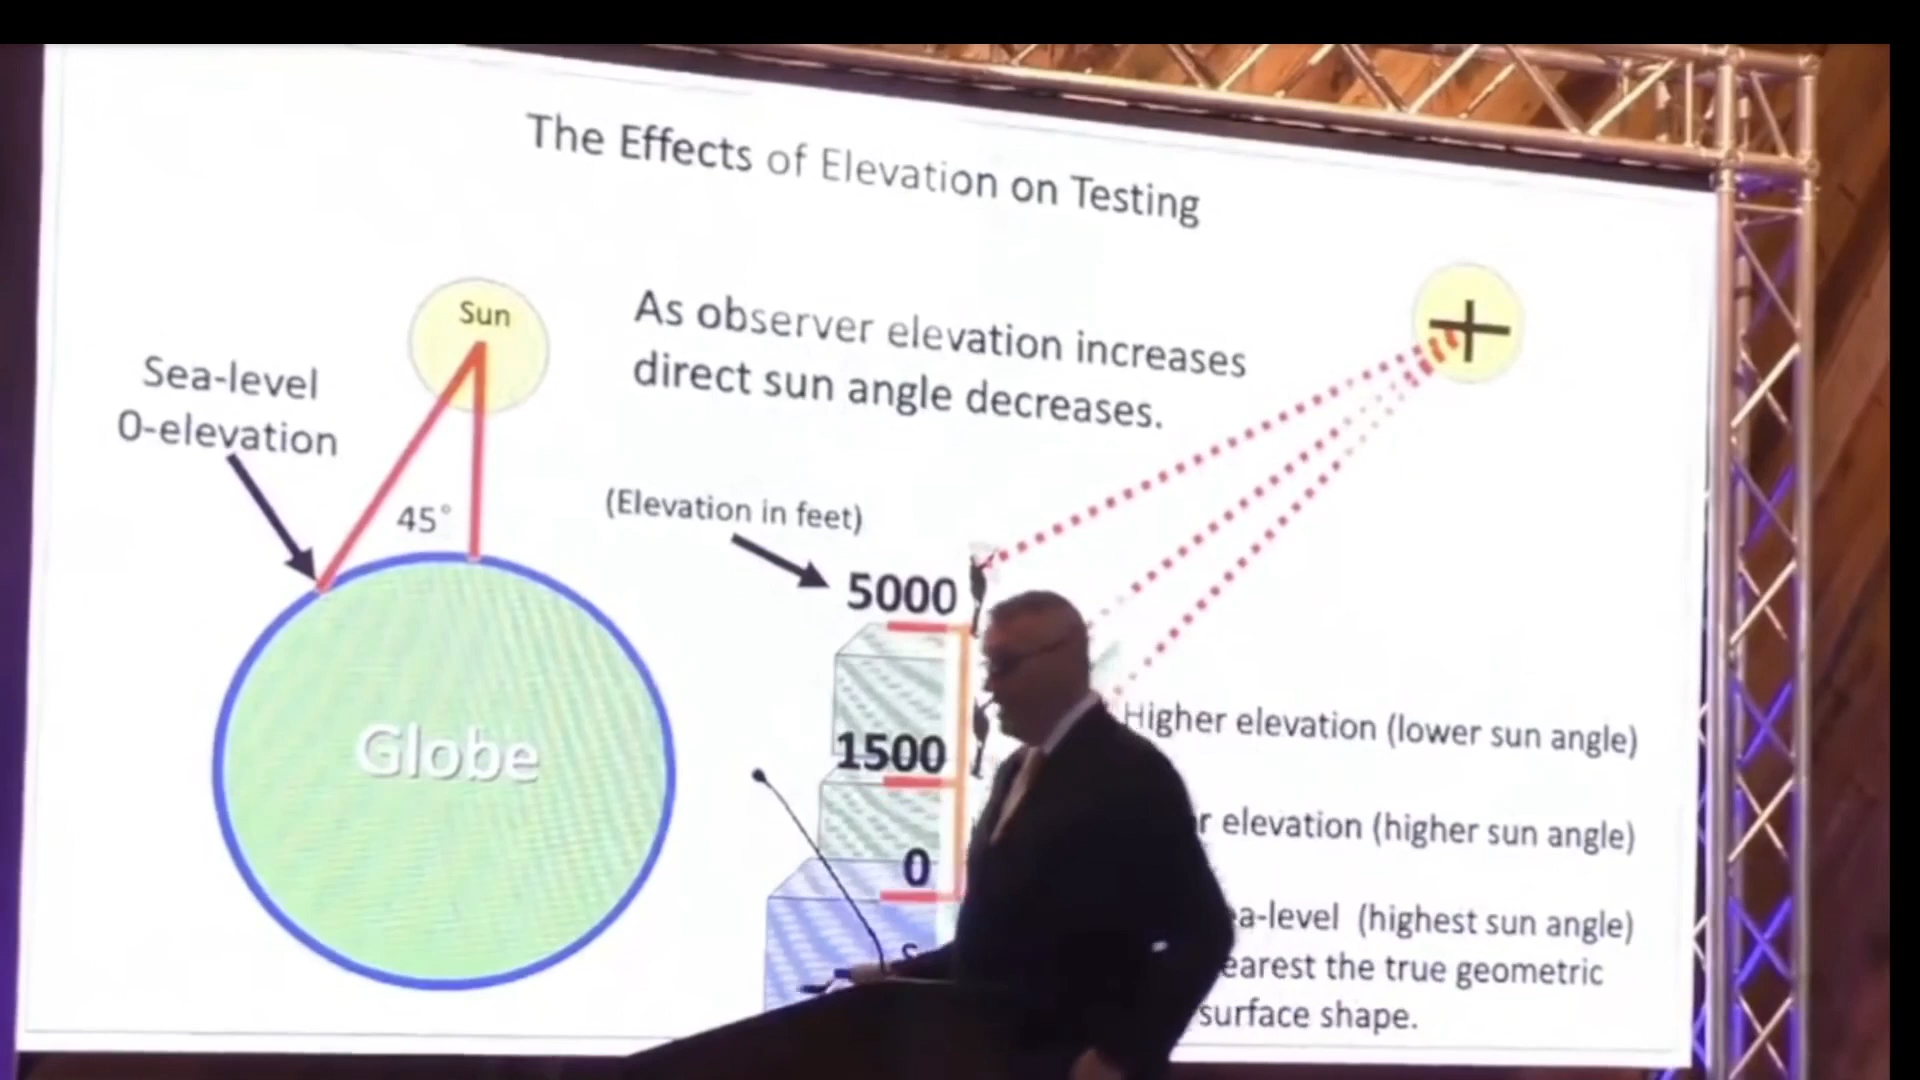 The Effects of Elevation on Testing
Sun
Sea-level
0-elevation
45°
Globe
As observer elevation increases
direct sun angle decreases.
(Elevation in feet)
5000
1500
0
Higher elevation (lower sun angle)
elevation (higher sun angle)
(highest sun angle)
the true geometric
surface shape.